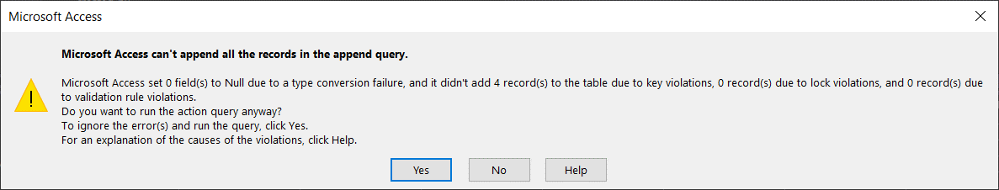 Microsoft Access
Microsoft Access can't append all the records in the append query.
Microsoft Access set 0 field(s) to Null due to a type conversion failure, and it didn't add 4 record(s) to the table due to key violations, 0 record(s) due to lock violations, and 0 record(s) due
to validation rule violations.
Do you want to run the action query anyway?
To ignore the error(s) and run the query, click Yes.
For an explanation of the causes of the violations, click Help.
Yes No Help